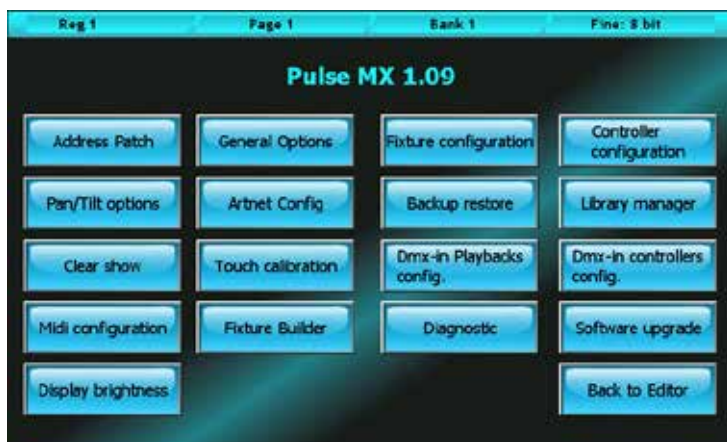 Reg 1 Page 1 Bank 1 Fine: 8 bit
Pulse MX 1.09
Address Patch General Options Fixture configuration Controller
configuration
Pan/Tilt options Artnet Config Backup restore Library manager
Clear show Touch calibration Dmx-in Playbacks
config. Dmx-in controllers
config.
Midi configuration Fixture Builder Diagnostic Software upgrade
Display brightness Back to Editor